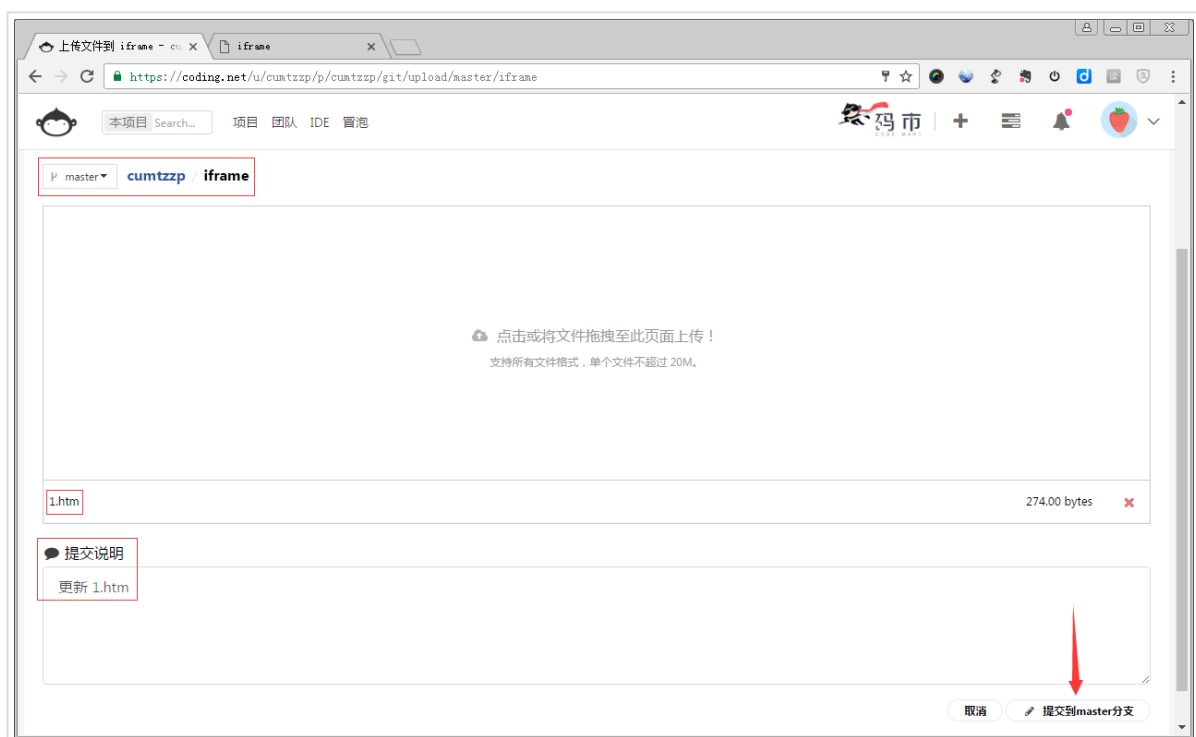 上传文件到 iframe - cu
iframe
https://coding.net/u/cumtzzp/p/cumtzzp/git/upload/master/iframe
本项目 Search... 项目 团队 IDE 冒泡 码市
CODE MART
master cumtzzp / iframe
点击或将文件拖拽至此页面上传！
支持所有文件格式，单个文件不超过 20M。
1.htm 274.00 bytes
提交说明
更新 1.htm
取消 提交到master分支